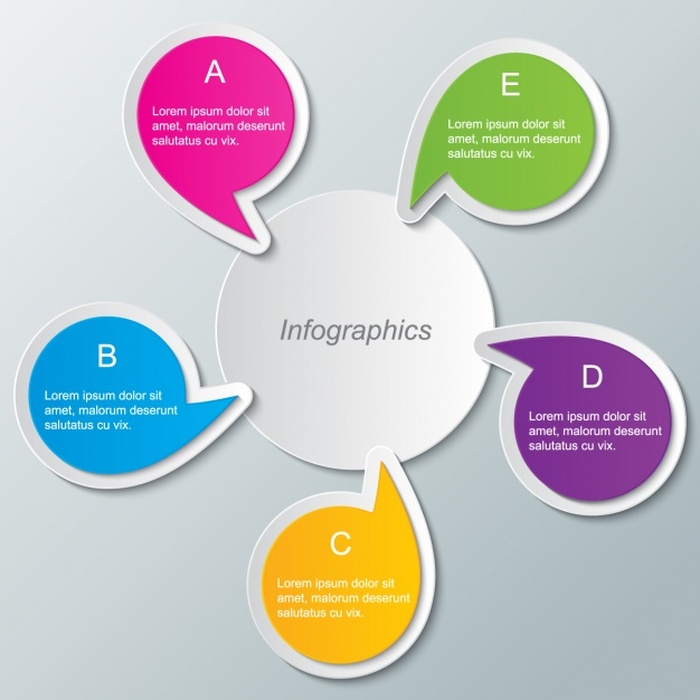 A
Lorem ipsum dolor sit
amet, malorum deserunt
salutatus cu vix.
E
Lorem ipsum dolor sit
amet, malorum deserunt
salutatus cu vix.
Infographics
B
Lorem ipsum dolor sit
amet, malorum deserunt
salutatus cu vix.
D
Lorem ipsum dolor sit
amet, malorum deserunt
salutatus cu vix.
C
Lorem ipsum dolor sit
amet, malorum deserunt
salutatus cu vix.